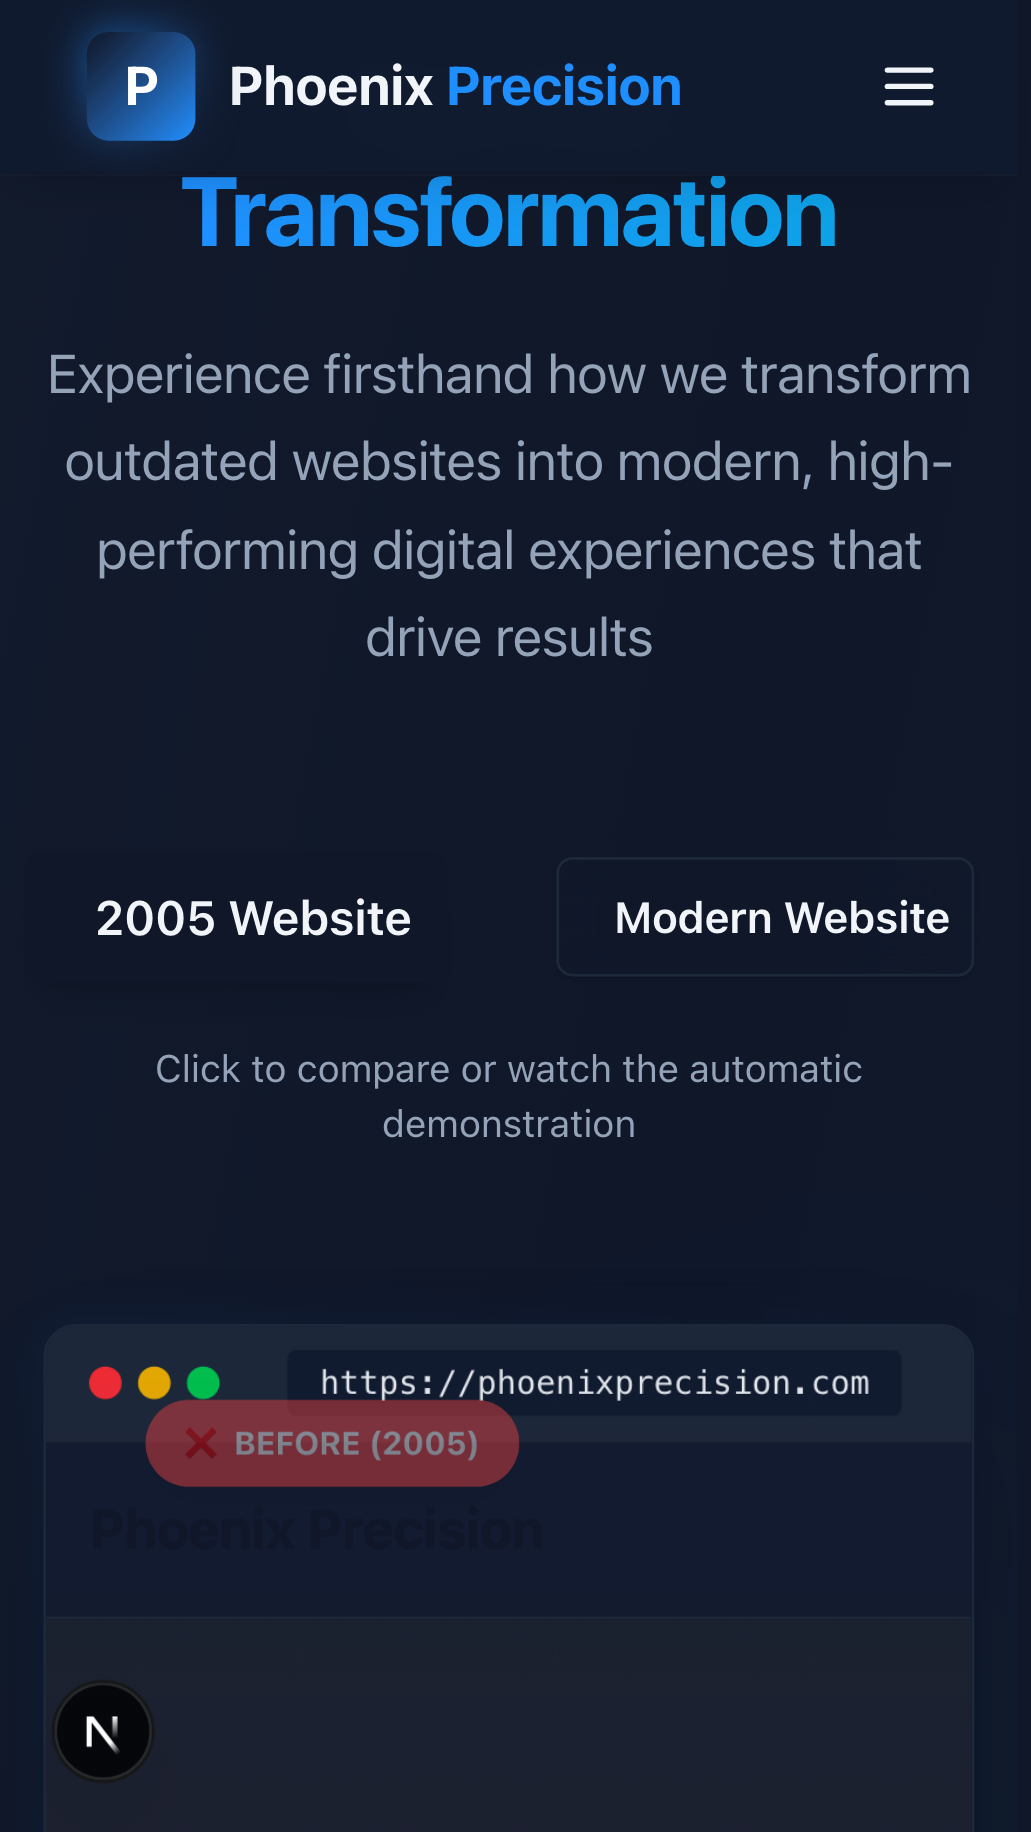 P
Phoenix Precision
Transformation
Experience firsthand how we transform
outdated websites into modern, high-
performing digital experiences that
drive results
2005 Website
Modern Website
Click to compare or watch the automatic
demonstration
https://phoenixprecision.com
❌ BEFORE (2005)
Phoenix Precision
N